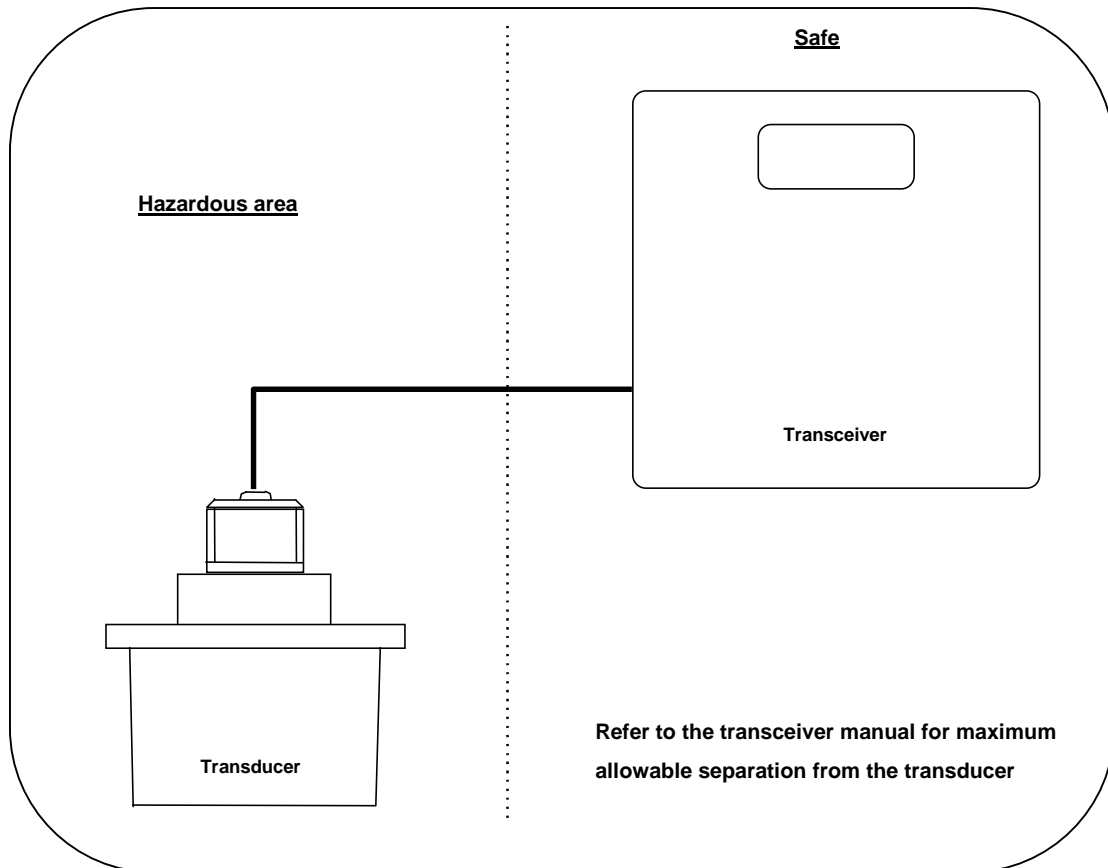 Safe
Hazardous area
Transceiver
Transducer
Refer to the transceiver manual for maximum
allowable separation from the transducer